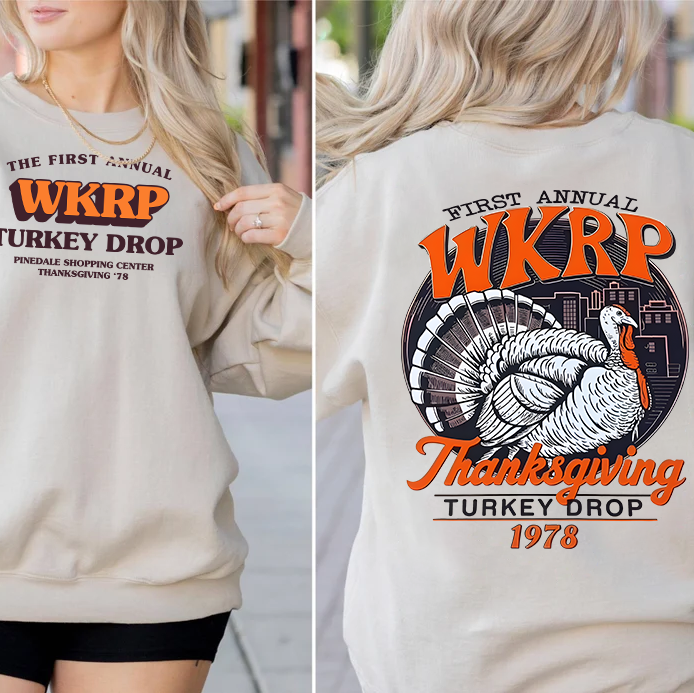 THE FIRST ANNUAL
WKRP
TURKEY DROP
PINEDALE SHOPPING CENTER
THANKSGIVING '78
FIRST ANNUAL
WKRP
Thanksgiving
TURKEY DROP
1978